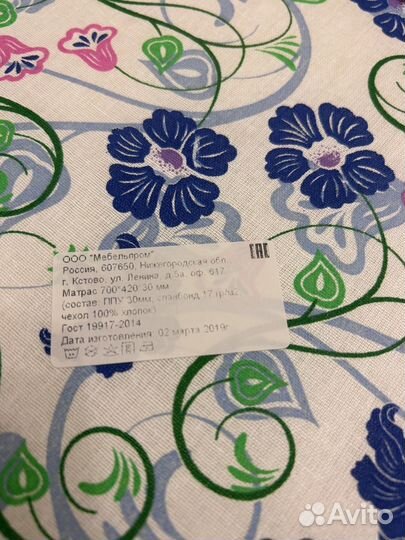 ООО "Мебельпром"
Россия, 607650, Нижегородская обл.,
г. Кстово, ул. Ленина, д.5а, оф. 617
Матрас 700*420*30 мм
(состав: ППУ 30мм, спанбонд 17 гр/м2
чехол 100% хлопок)
Гост 19917-2014
Дата изготовления: 02 марта 2019г
EAC
Avito